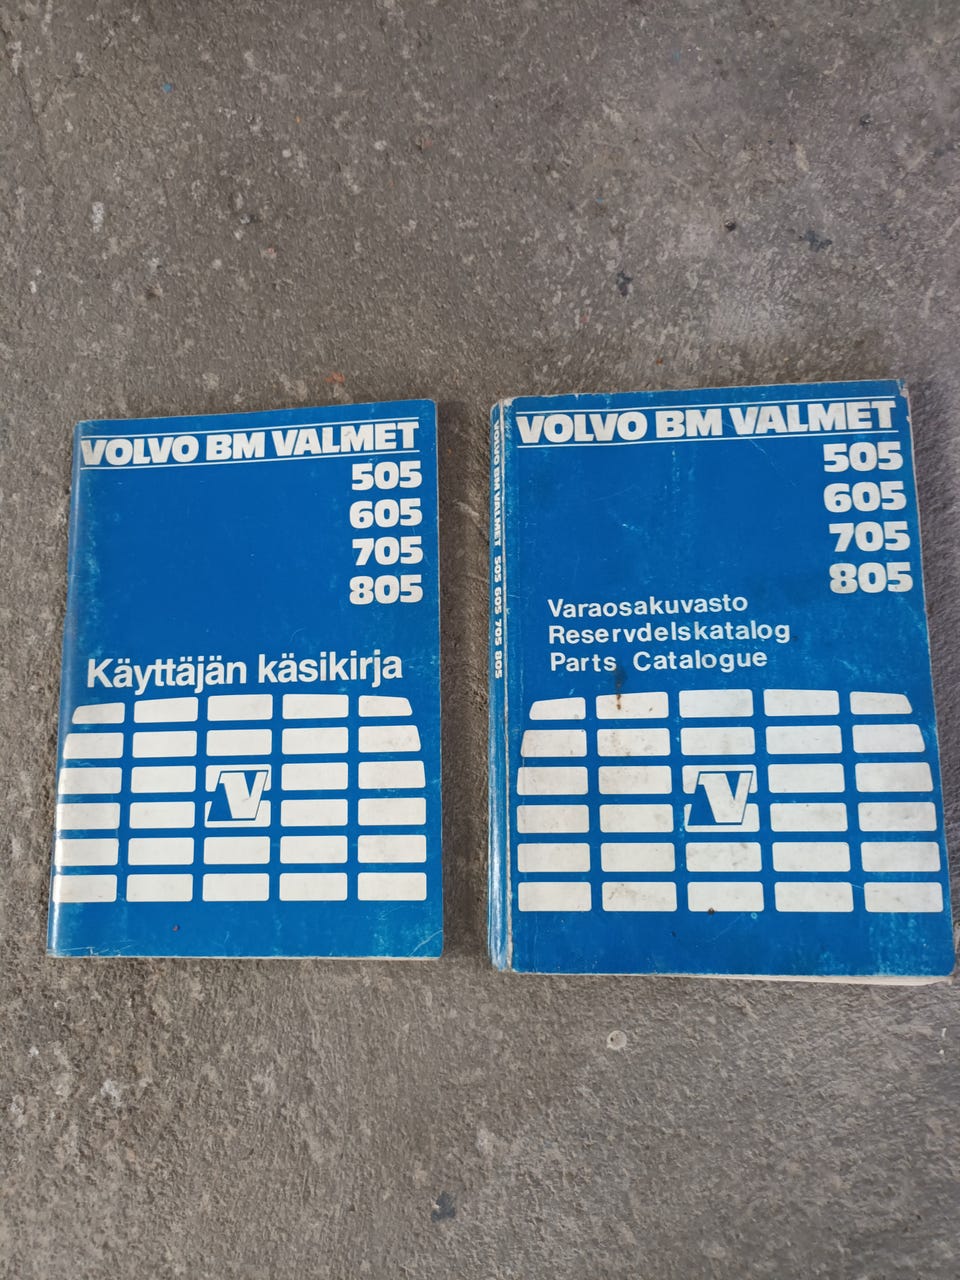 VOLVO BM VALMET
505
605
705
805
Käyttäjän käsikirja
V
VOLVO BM VALMET 505 605 705 805
VOLVO BM VALMET
505
605
705
805
Varaosakuvasto
Reservdelskatalog
Parts Catalogue
V